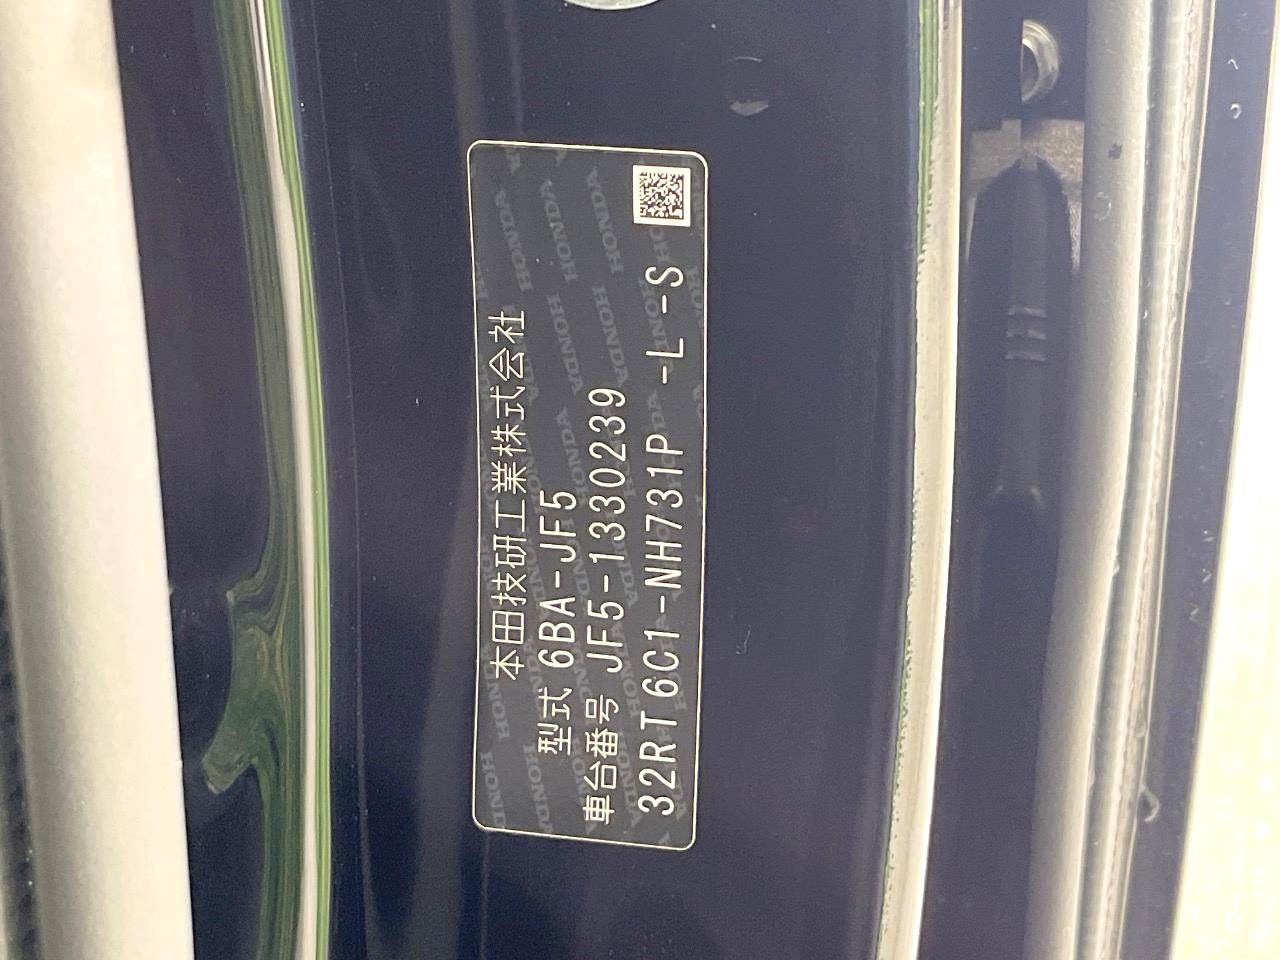 本田技研工業株式会社
型式 6BA-JF5
車台番号 JF5-1330239
32RT6C1-NH731P -L -S